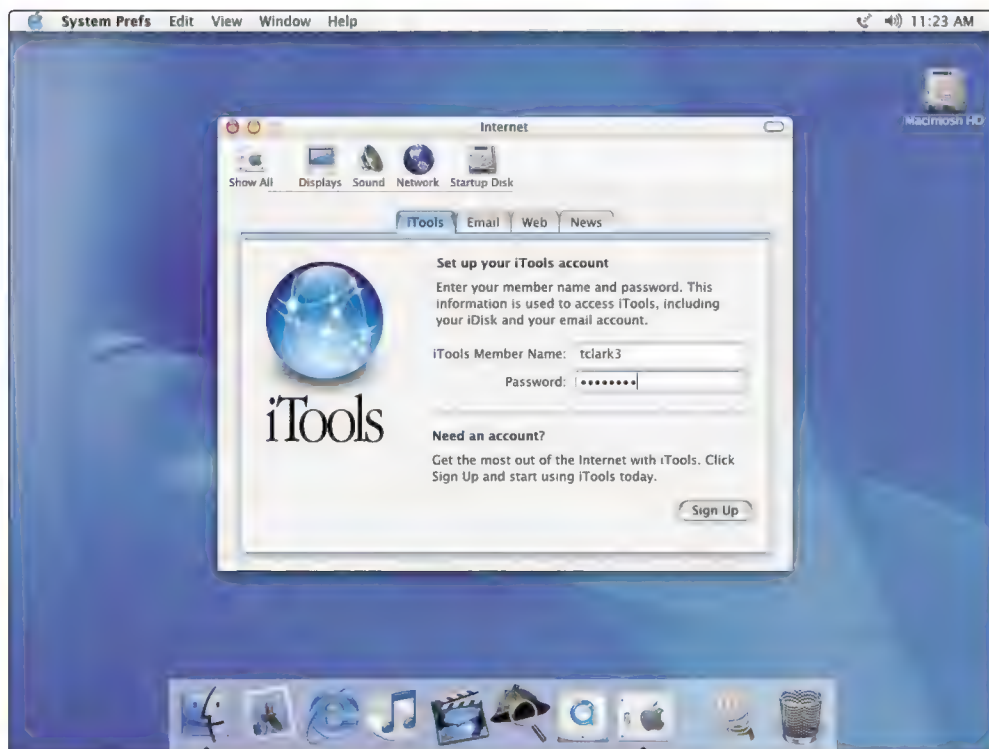 System Prefs Edit View Window Help 11:23 AM
Macintosh HD
Internet
Show All Displays Sound Network Startup Disk
iTools Email Web News
Set up your iTools account
Enter your member name and password. This
information is used to access iTools, including
your iDisk and your email account.
iTools Member Name: tclark3
Password: ••••••••
iTools
Need an account?
Get the most out of the Internet with iTools. Click
Sign Up and start using iTools today.
Sign Up